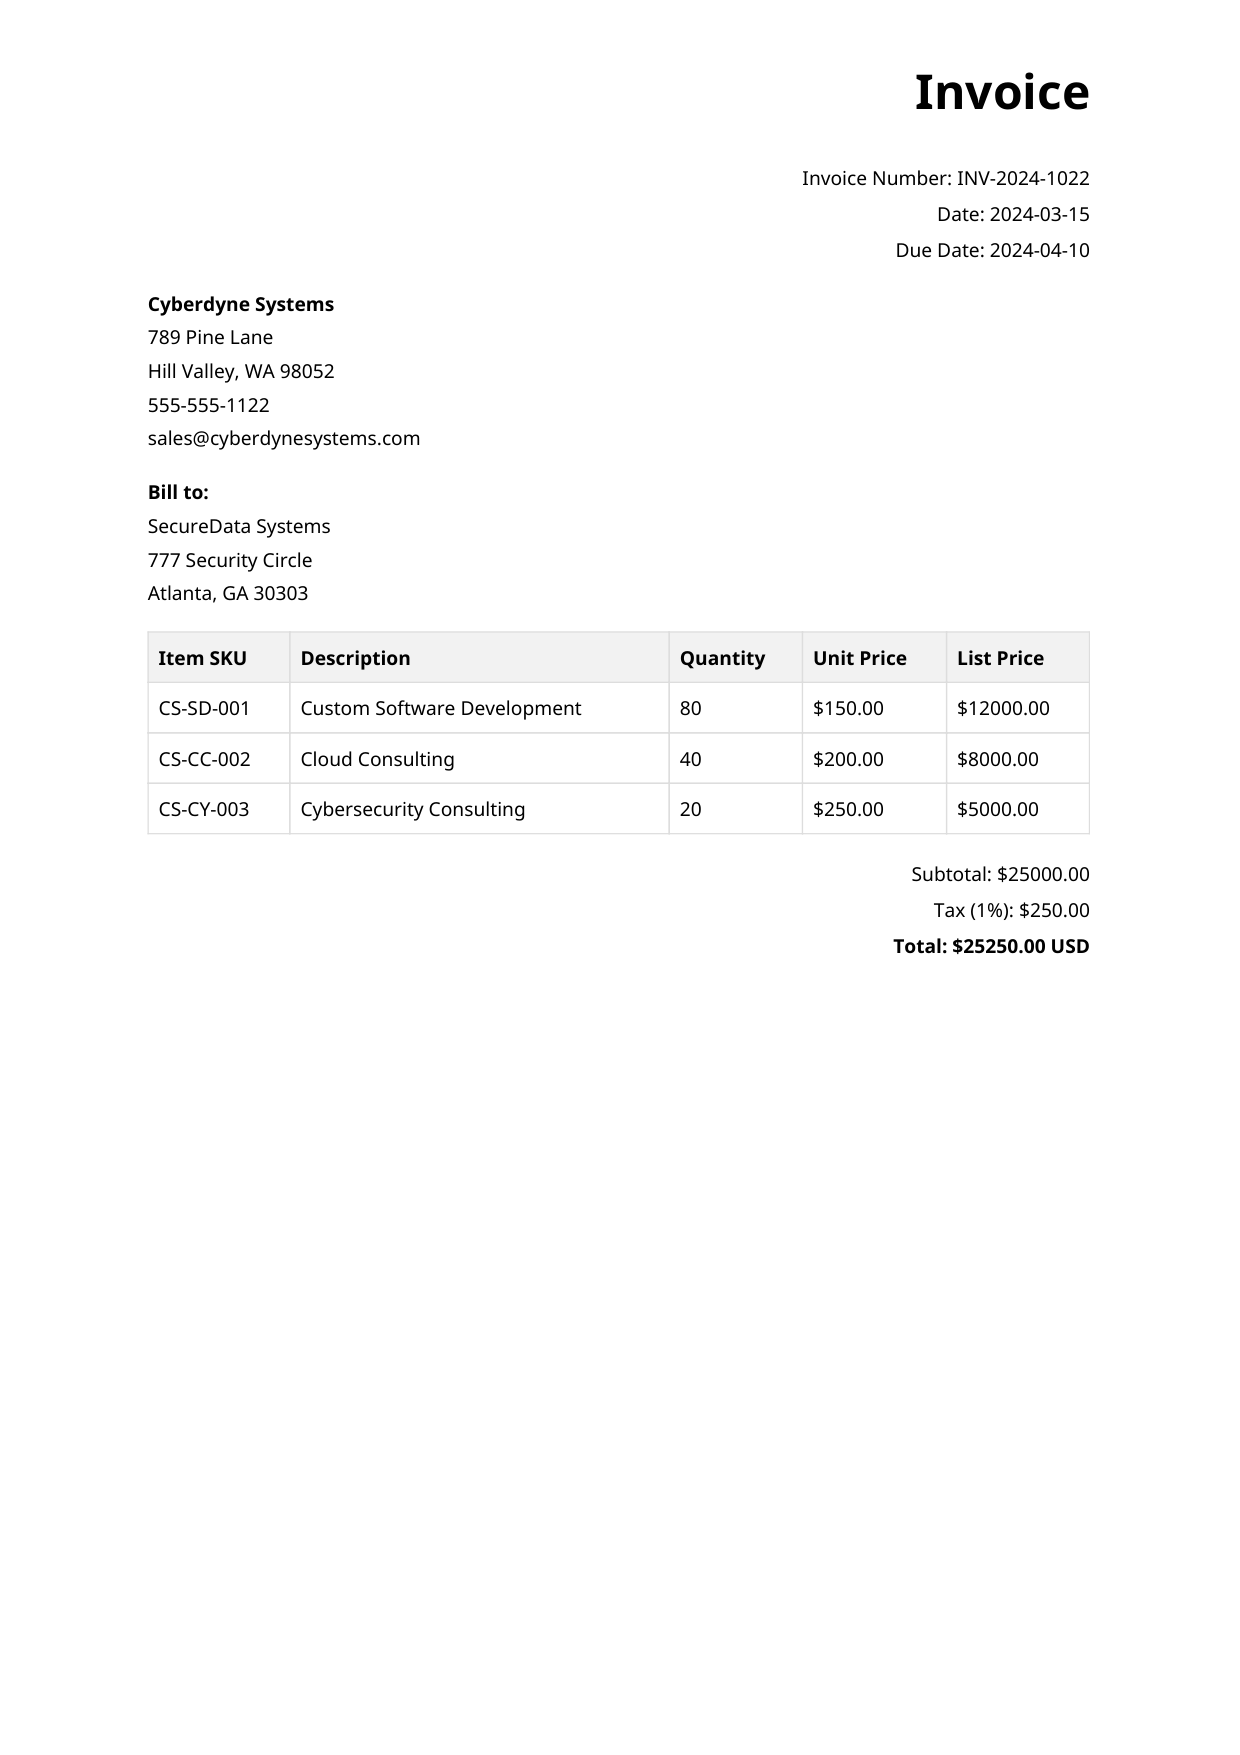 Invoice
Invoice Number: INV-2024-1022
Date: 2024-03-15
Due Date: 2024-04-10
Cyberdyne Systems
789 Pine Lane
Hill Valley, WA 98052
555-555-1122
sales@cyberdynesystems.com
Bill to:
SecureData Systems
777 Security Circle
Atlanta, GA 30303
Item SKU Description Quantity Unit Price List Price
CS-SD-001 Custom Software Development 80 $150.00 $12000.00
CS-CC-002 Cloud Consulting 40 $200.00 $8000.00
CS-CY-003 Cybersecurity Consulting 20 $250.00 $5000.00
Subtotal: $25000.00
Tax (1%): $250.00
Total: $25250.00 USD